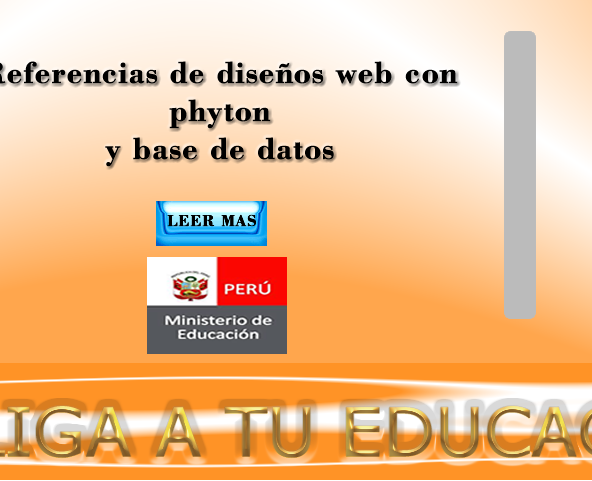 Referencias de diseños web con
phyton
y base de datos
LEER MAS
PERÚ
Ministerio de
Educación
LIGA A TU EDUCAC